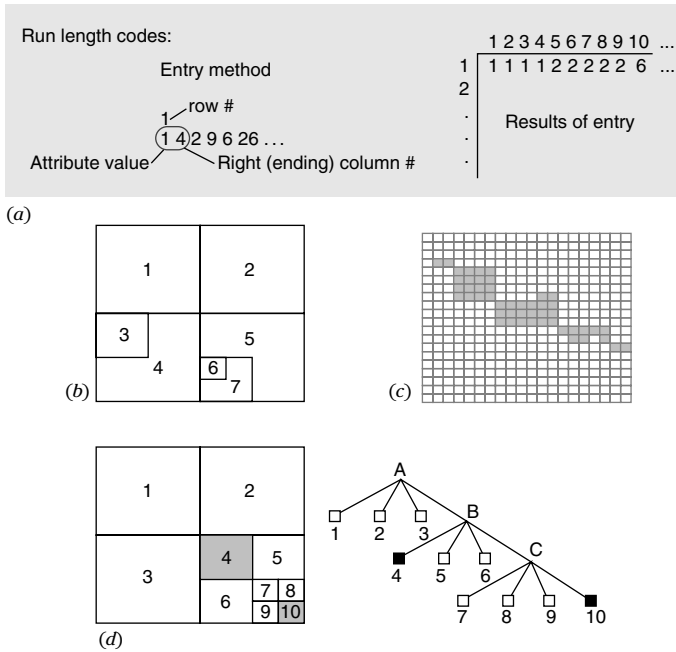 Run length codes:
Entry method
row #
1
1 4 2 9 6 26 . . .
Attribute value
Right (ending) column #
1 2 3 4 5 6 7 8 9 10 ...
1 1 1 1 1 2 2 2 2 2 6 ...
2
.
.
.
Results of entry
(a)
1 2
3 4 5 6 7
(b)
(c)
1 2
3 4 5
6 7 8
9 10
(d)
A
B
1 2 3
C
4 5 6
7 8 9 10